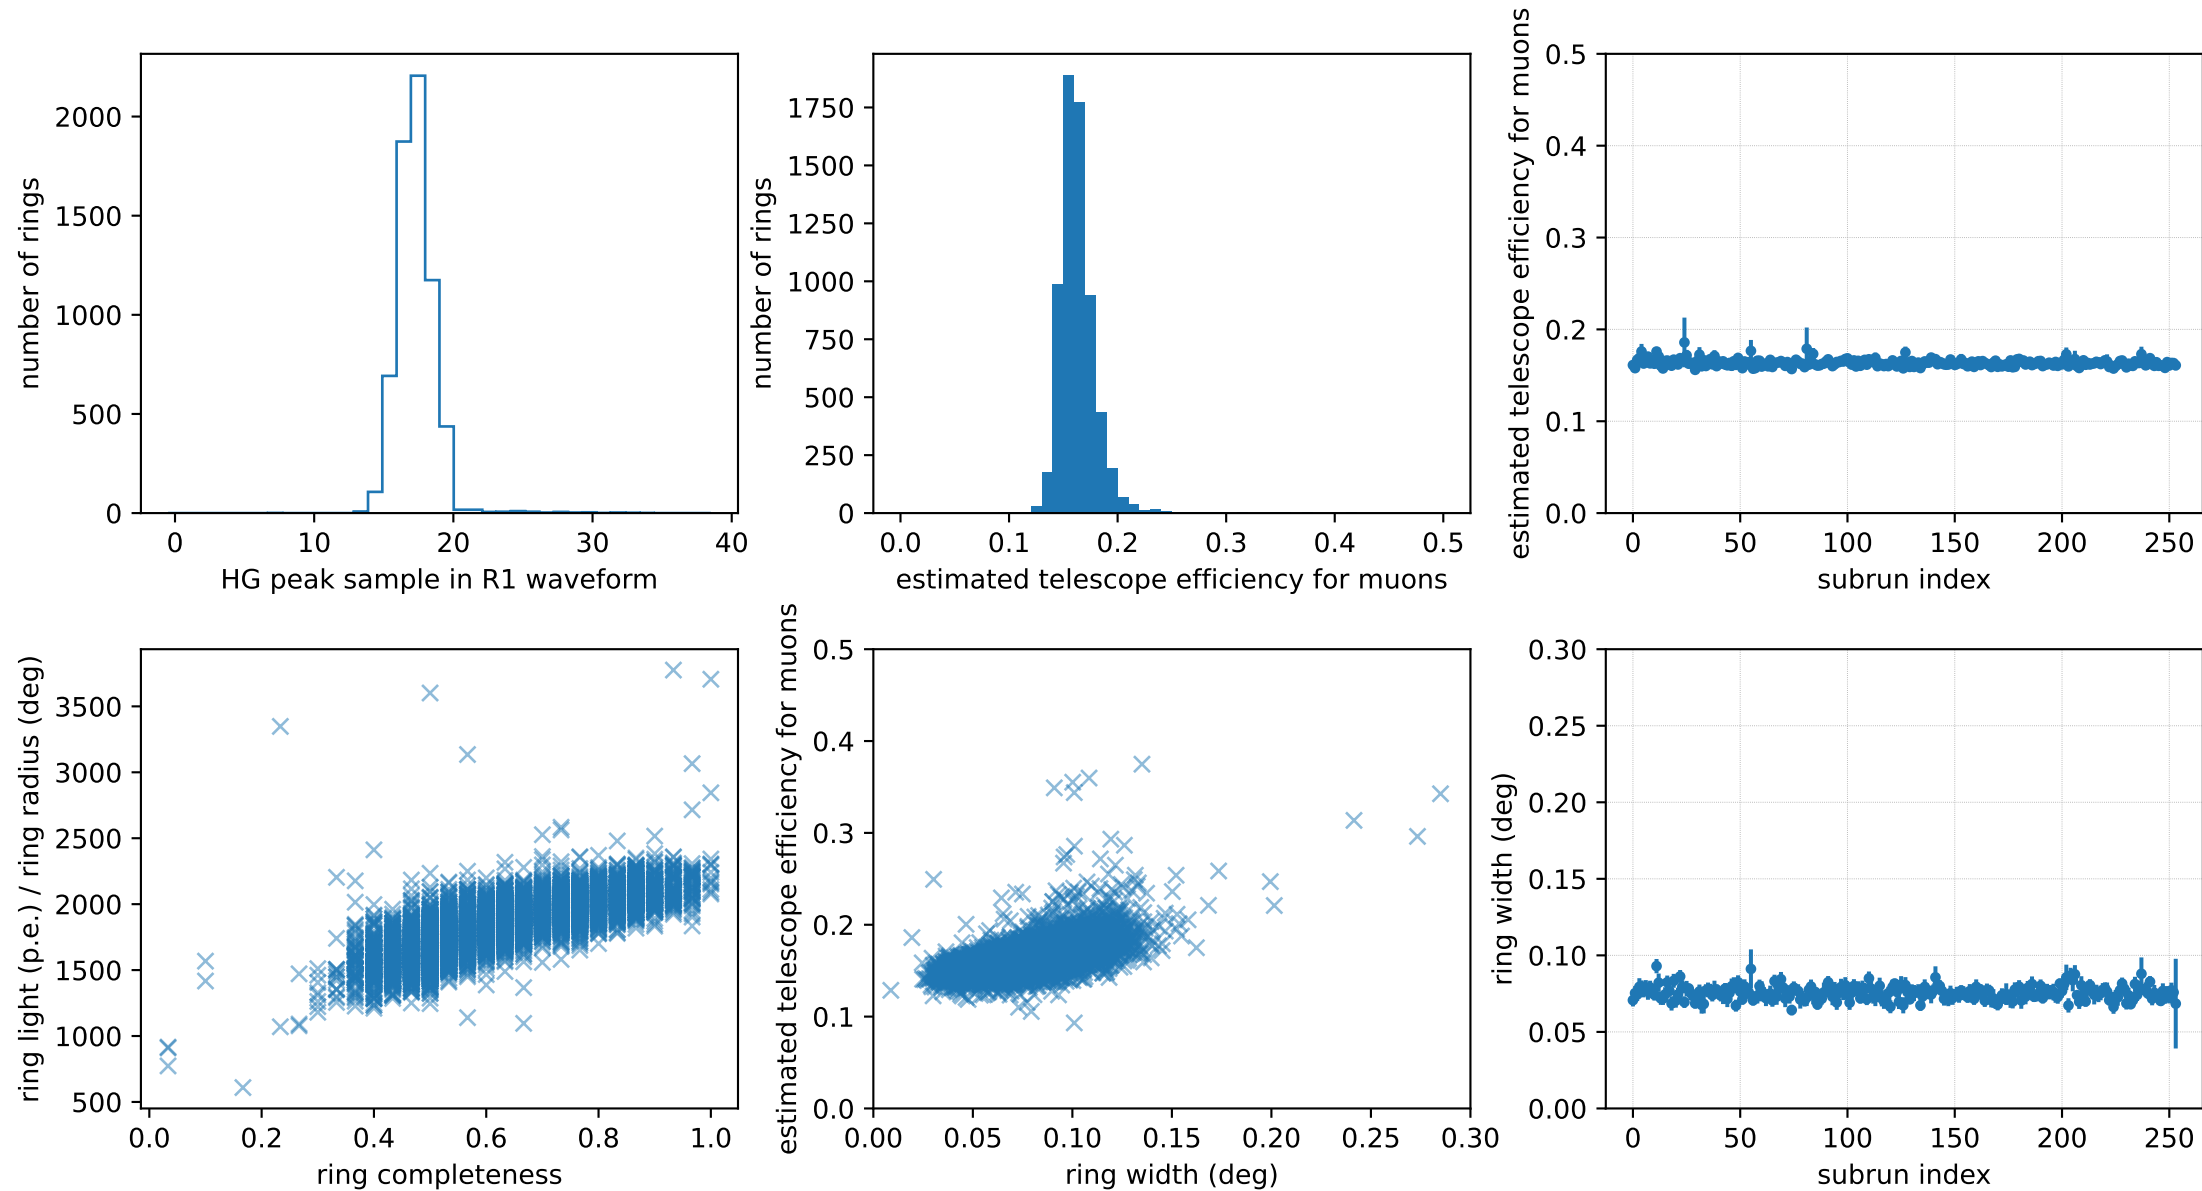 number of rings
2000
1500
1000
500
0
0 10 20 30 40
HG peak sample in R1 waveform
number of rings
1750
1500
1250
1000
750
500
250
0
0.0 0.1 0.2 0.3 0.4 0.5
estimated telescope efficiency for muons
estimated telescope efficiency for muons
0.5
0.4
0.3
0.2
0.1
0.0
0 50 100 150 200 250
subrun index
ring light (p.e.) / ring radius (deg)
3500
3000
2500
2000
1500
1000
500
0.0 0.2 0.4 0.6 0.8 1.0
ring completeness
estimated telescope efficiency for muons
0.5
0.4
0.3
0.2
0.1
0.0
0.00 0.05 0.10 0.15 0.20 0.25 0.30
ring width (deg)
ring width (deg)
0.30
0.25
0.20
0.15
0.10
0.05
0.00
0 50 100 150 200 250
subrun index